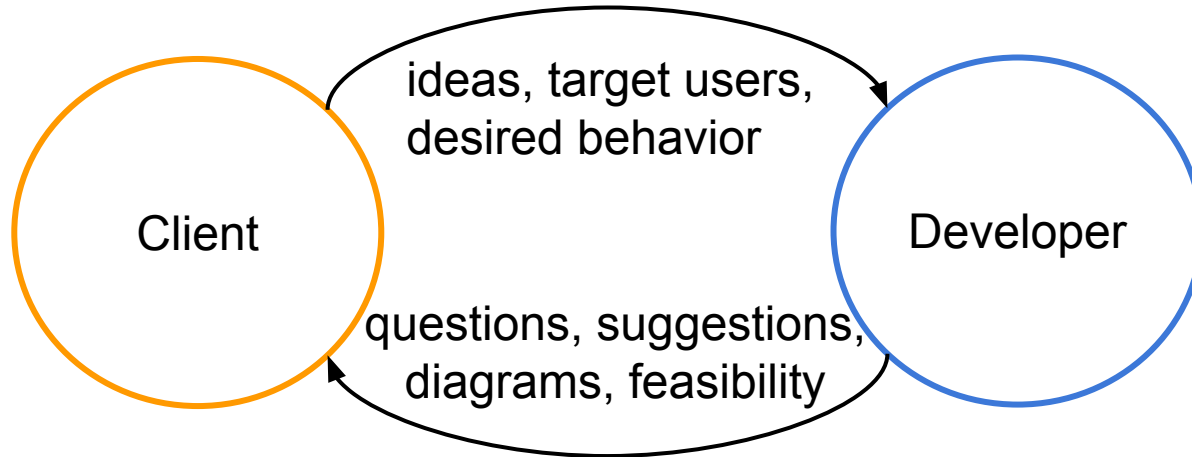 ideas, target users,
desired behavior
Client
Developer
questions, suggestions,
diagrams, feasibility